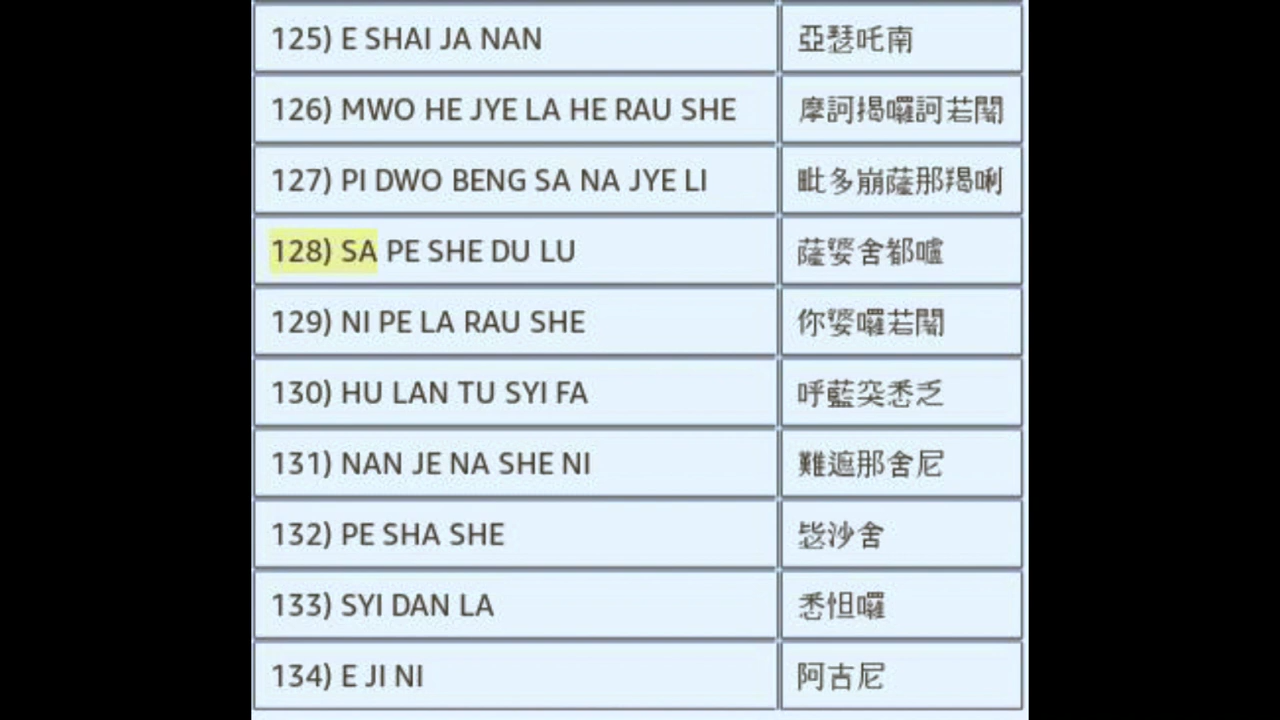 125) E SHAI JA NAN 亞瑟吒南
126) MWO HE JYE LA HE RAU SHE 摩訶揭囉訶若闍
127) PI DWO BENG SA NA JYE LI 毗多崩薩那羯唎
128) SA PE SHE DU LU 薩婆舍都嚧
129) NI PE LA RAU SHE 你婆囉若闍
130) HU LAN TU SYI FA 呼藍突悉乏
131) NAN JE NA SHE NI 難遮那舍尼
132) PE SHA SHE 毖沙舍
133) SYI DAN LA 悉怛囉
134) E JI NI 阿吉尼